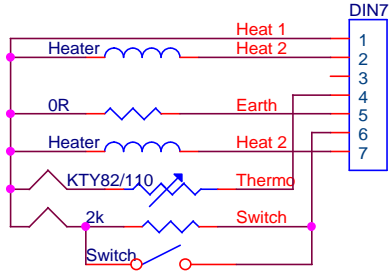 DIN7
Heat 1
1
Heater Heat 2 2
3
4
0R Earth 5
6
Heater Heat 2 7
KTY82/110 Thermo
2k Switch
Switch